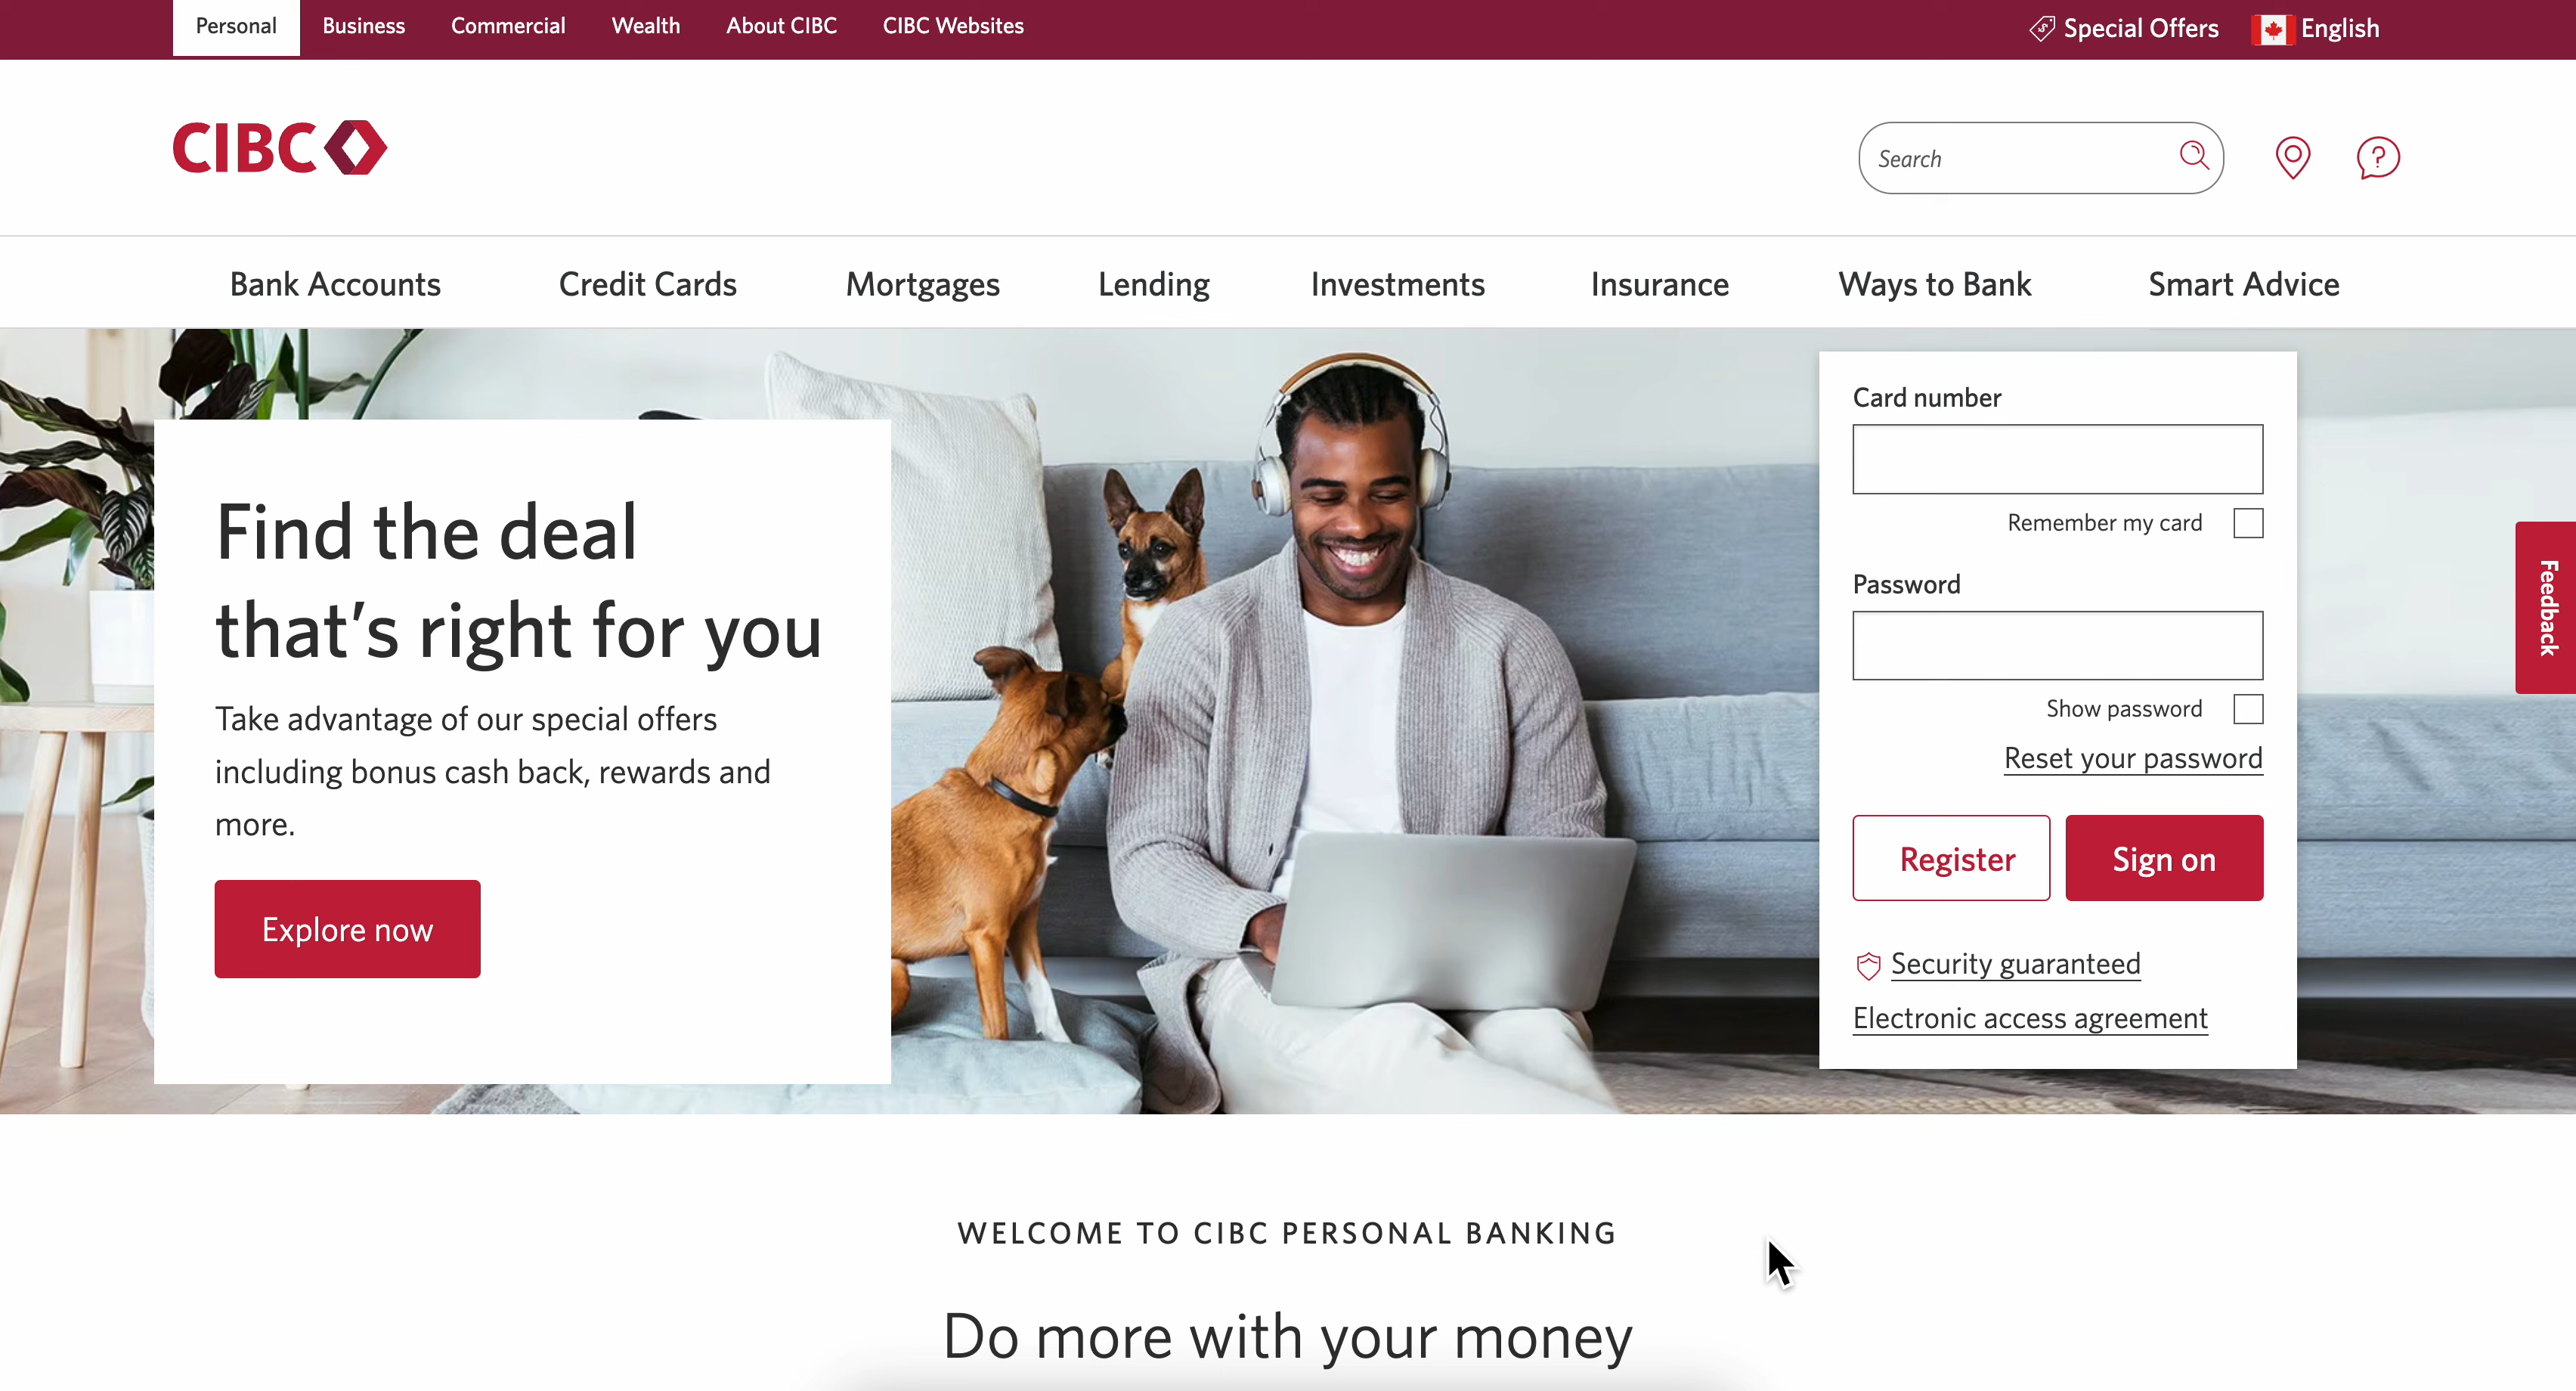 Personal
Business
Commercial
Wealth
About CIBC
CIBC Websites
Special Offers
English
CIBC
Search
Bank Accounts
Credit Cards
Mortgages
Lending
Investments
Insurance
Ways to Bank
Smart Advice
Find the deal
that's right for you
Take advantage of our special offers
including bonus cash back, rewards and
more.
Explore now
Card number
Remember my card
Password
Show password
Reset your password
Register
Sign on
Security guaranteed
Electronic access agreement
Feedback
WELCOME TO CIBC PERSONAL BANKING
Do more with your money